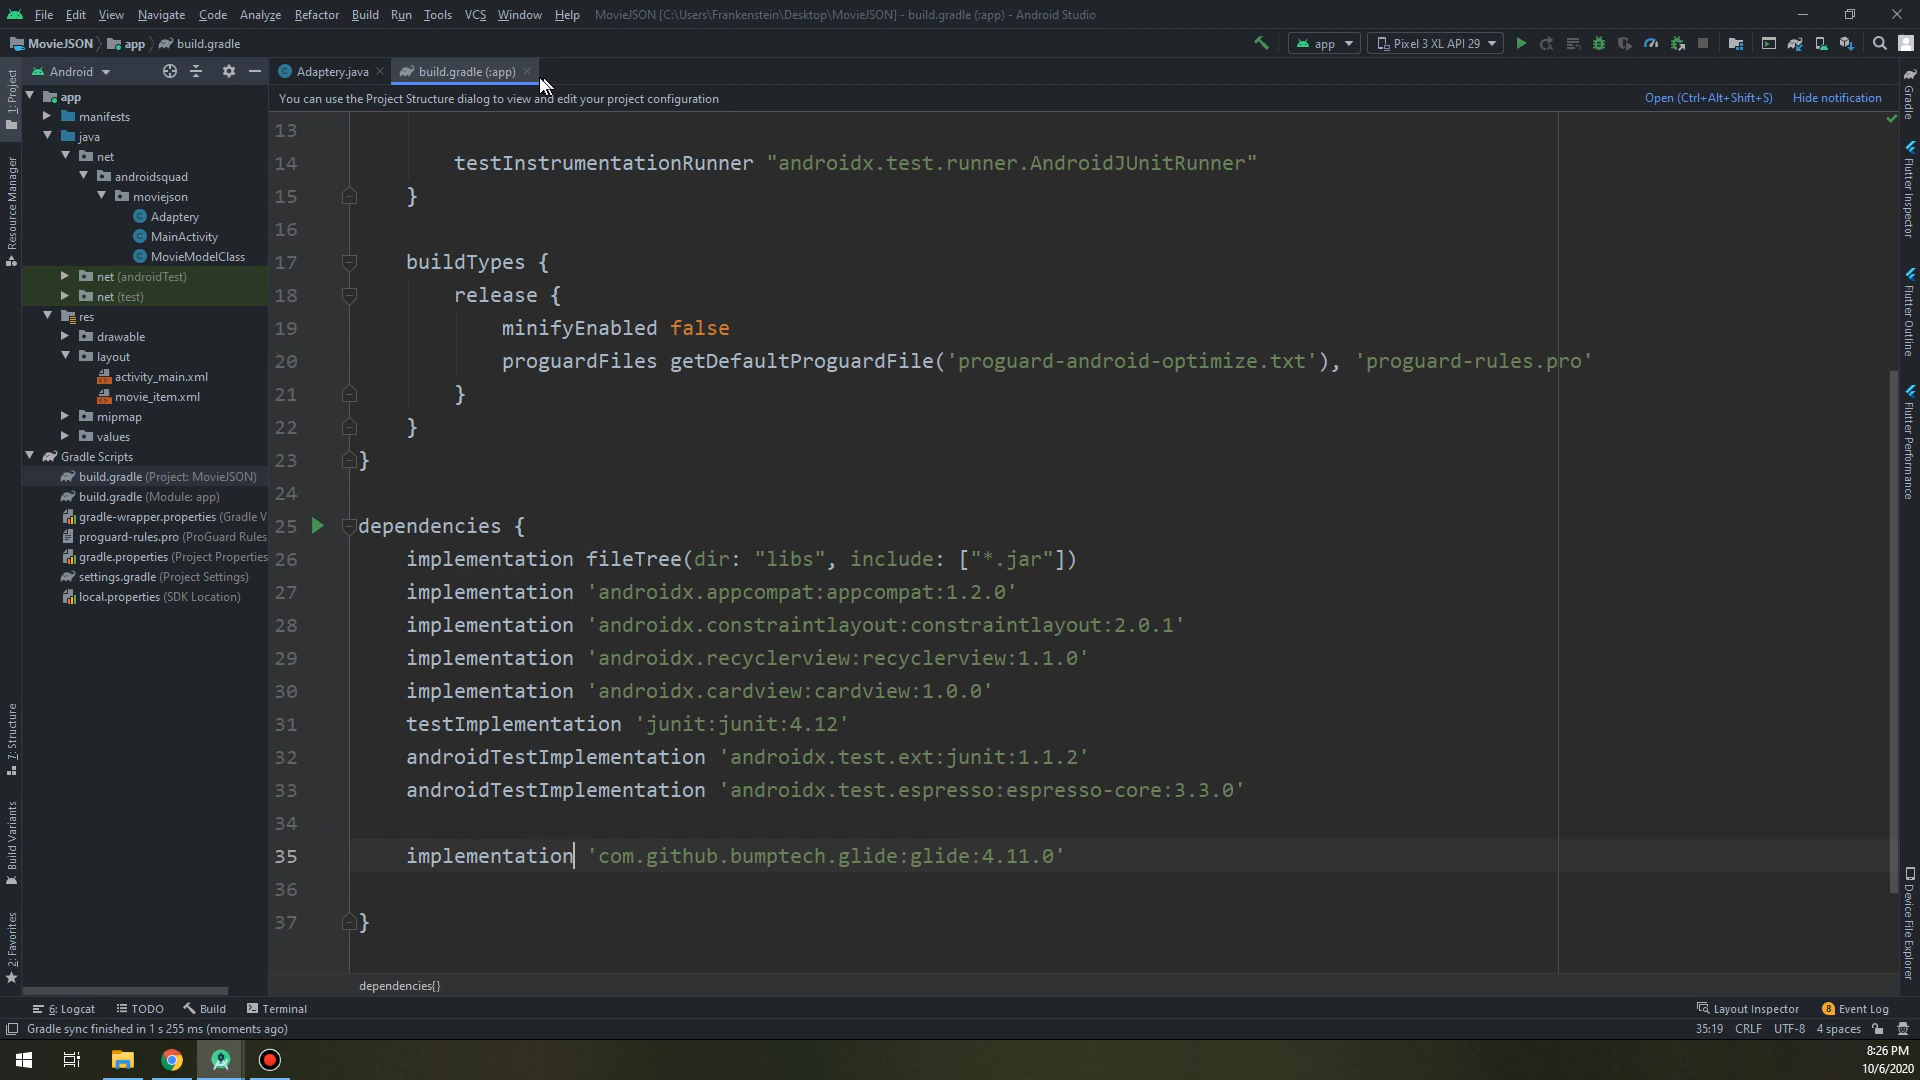 File Edit View Navigate Code Analyze Refactor Build Run Tools VCS Window Help MovieJSON [C:\Users\Frankenstein\Desktop\MovieJSON] - build.gradle (:app) - Android Studio
MovieJSON app build.gradle
app Pixel 3 XL API 29
Android
Adaptery.java build.gradle (:app)
You can use the Project Structure dialog to view and edit your project configuration Open (Ctrl+Alt+Shift+S) Hide notification
1: Project
Resource Manager
7: Structure
Build Variants
2: Favorites
app
manifests
java
net
androidsquad
moviejson
Adaptery
MainActivity
MovieModelClass
net (androidTest)
net (test)
res
drawable
layout
activity_main.xml
movie_item.xml
mipmap
values
Gradle Scripts
build.gradle (Project: MovieJSON)
build.gradle (Module: app)
gradle-wrapper.properties (Gradle V
proguard-rules.pro (ProGuard Rules
gradle.properties (Project Properties
settings.gradle (Project Settings)
local.properties (SDK Location)
13
14 testInstrumentationRunner "androidx.test.runner.AndroidJUnitRunner"
15 }
16
17 buildTypes {
18 release {
19 minifyEnabled false
20 proguardFiles getDefaultProguardFile('proguard-android-optimize.txt'), 'proguard-rules.pro'
21 }
22 }
23 }
24
25 dependencies {
26 implementation fileTree(dir: "libs", include: ["*.jar"])
27 implementation 'androidx.appcompat:appcompat:1.2.0'
28 implementation 'androidx.constraintlayout:constraintlayout:2.0.1'
29 implementation 'androidx.recyclerview:recyclerview:1.1.0'
30 implementation 'androidx.cardview:cardview:1.0.0'
31 testImplementation 'junit:junit:4.12'
32 androidTestImplementation 'androidx.test.ext:junit:1.1.2'
33 androidTestImplementation 'androidx.test.espresso:espresso-core:3.3.0'
34
35 implementation 'com.github.bumptech.glide:glide:4.11.0'
36
37 }
dependencies{}
Gradle
Flutter Inspector
Flutter Outline
Flutter Performance
Device File Explorer
6: Logcat TODO Build Terminal Layout Inspector 8 Event Log
Gradle sync finished in 1 s 255 ms (moments ago) 35:19 CRLF UTF-8 4 spaces
8:26 PM
10/6/2020